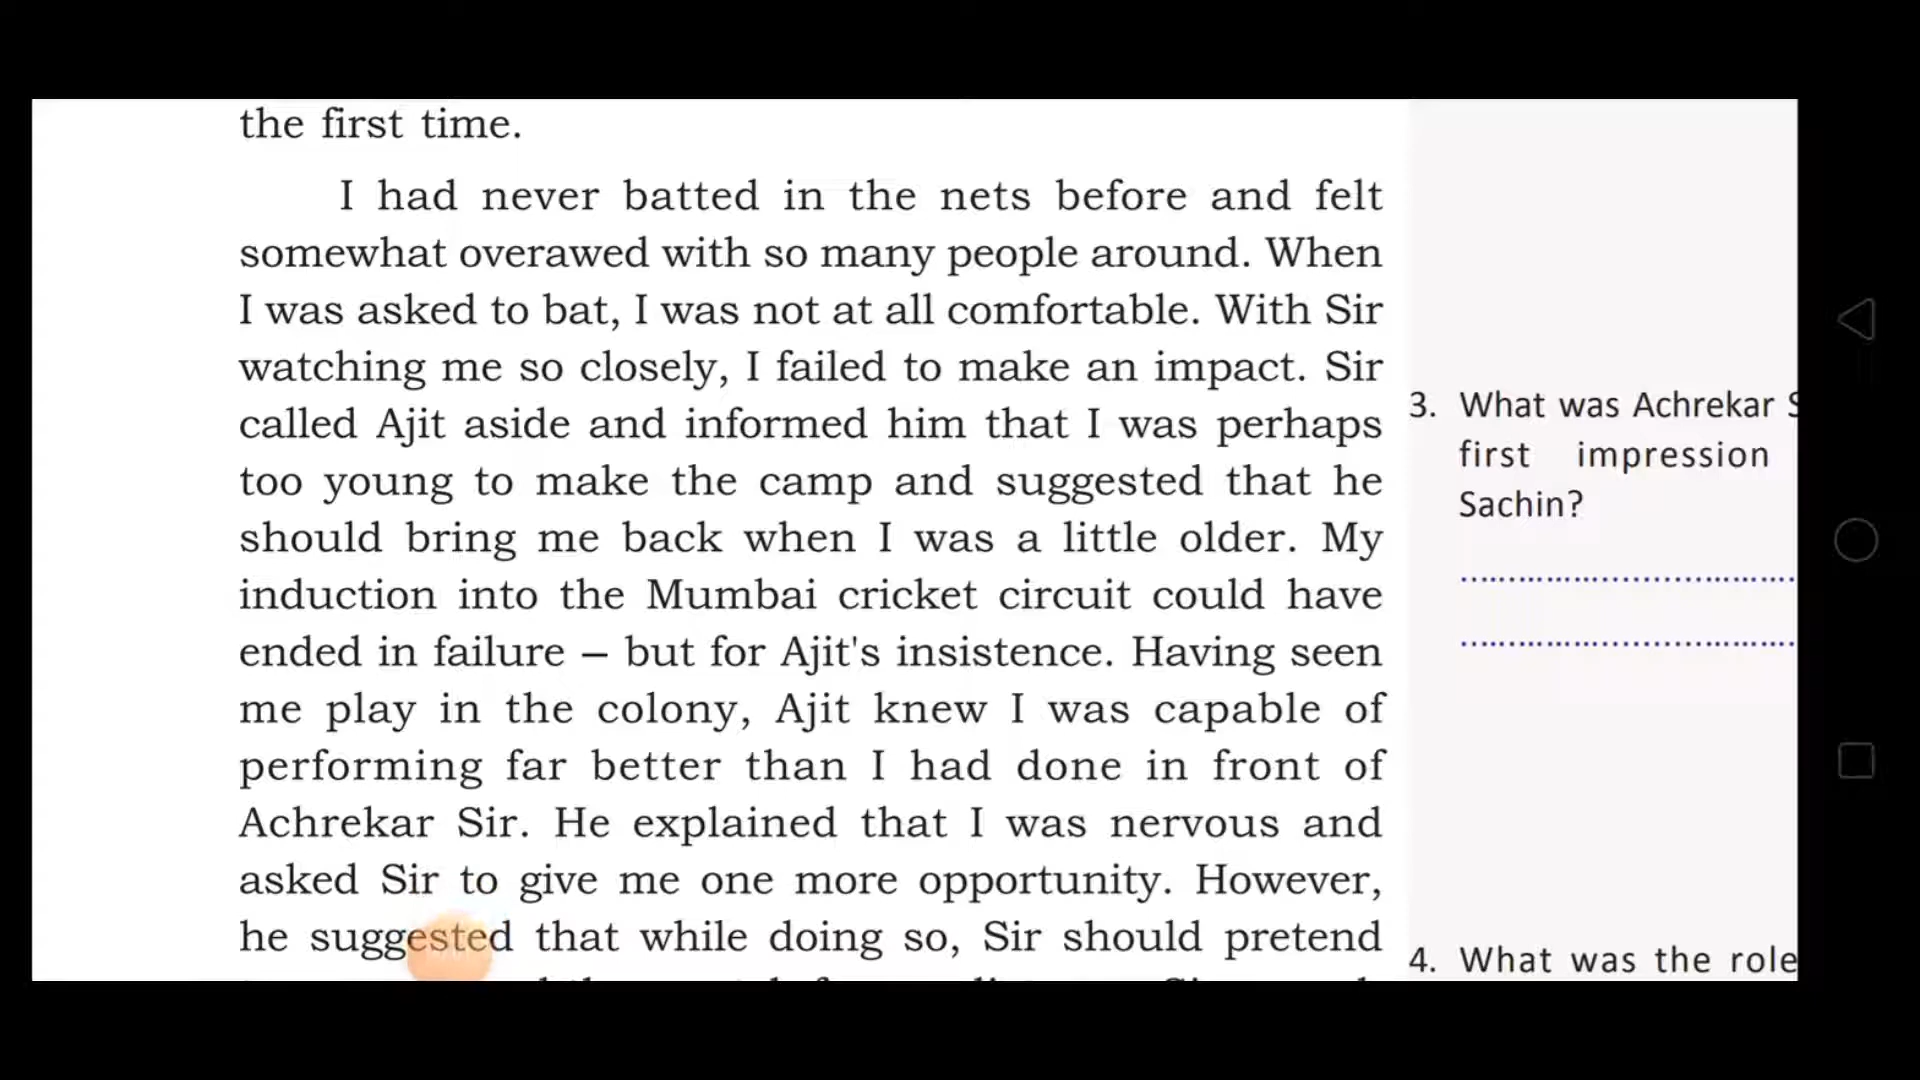 the first time.
I had never batted in the nets before and felt
somewhat overawed with so many people around. When
I was asked to bat, I was not at all comfortable. With Sir
watching me so closely, I failed to make an impact. Sir
called Ajit aside and informed him that I was perhaps
too young to make the camp and suggested that he
should bring me back when I was a little older. My
induction into the Mumbai cricket circuit could have
ended in failure – but for Ajit's insistence. Having seen
me play in the colony, Ajit knew I was capable of
performing far better than I had done in front of
Achrekar Sir. He explained that I was nervous and
asked Sir to give me one more opportunity. However,
he suggested that while doing so, Sir should pretend
3. What was Achrekar
first impression
Sachin?
4. What was the role